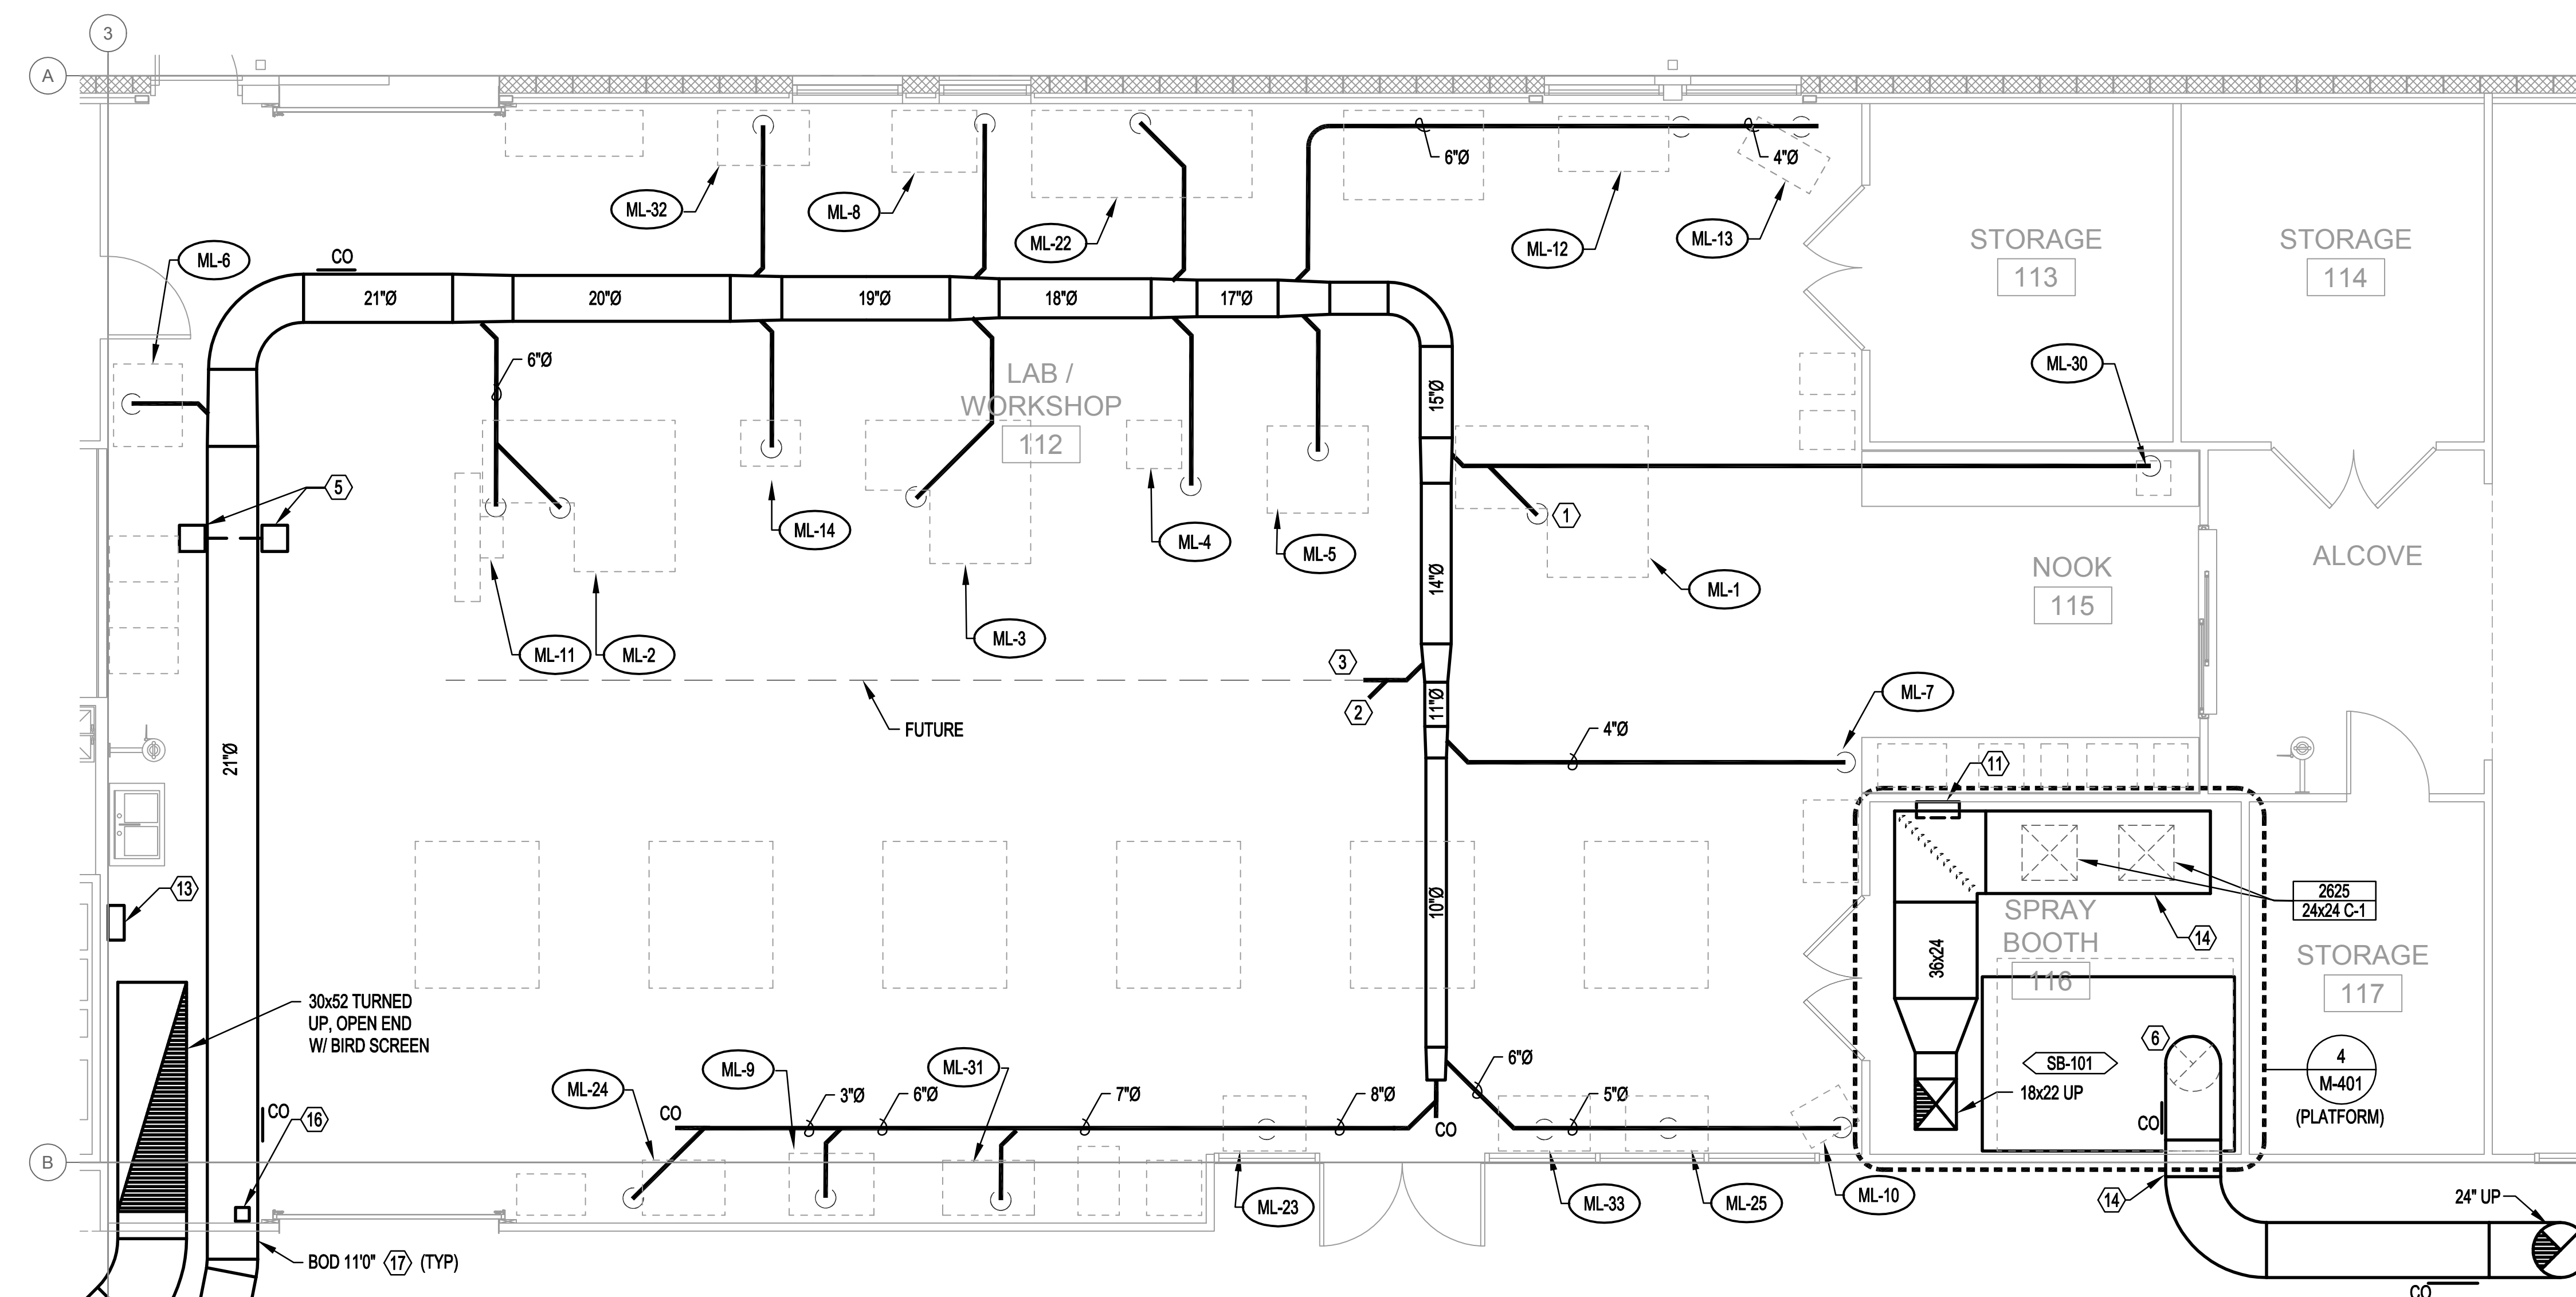 3
A
ML-32
ML-8
ML-22
6"Ø
4"Ø
ML-12
ML-13
STORAGE
113
STORAGE
114
ML-6
CO
21"Ø
20"Ø
19"Ø
18"Ø
17"Ø
6"Ø
LAB /
WORKSHOP
112
15"Ø
ML-30
5
ML-14
ML-4
ML-5
1
14"Ø
ML-1
NOOK
115
ALCOVE
ML-11
ML-2
ML-3
3
2
11"Ø
ML-7
FUTURE
4"Ø
21"Ø
11
13
10"Ø
2625
24x24 C-1
14
SPRAY
BOOTH
116
36x24
STORAGE
117
30x52 TURNED
UP, OPEN END
W/ BIRD SCREEN
6
SB-101
4
M-401
(PLATFORM)
18x22 UP
ML-24
ML-9
ML-31
3"Ø
6"Ø
7"Ø
8"Ø
6"Ø
5"Ø
CO
CO
16
CO
CO
B
ML-23
ML-33
ML-25
ML-10
14
24" UP
BOD 11'0"
17
(TYP)
CO